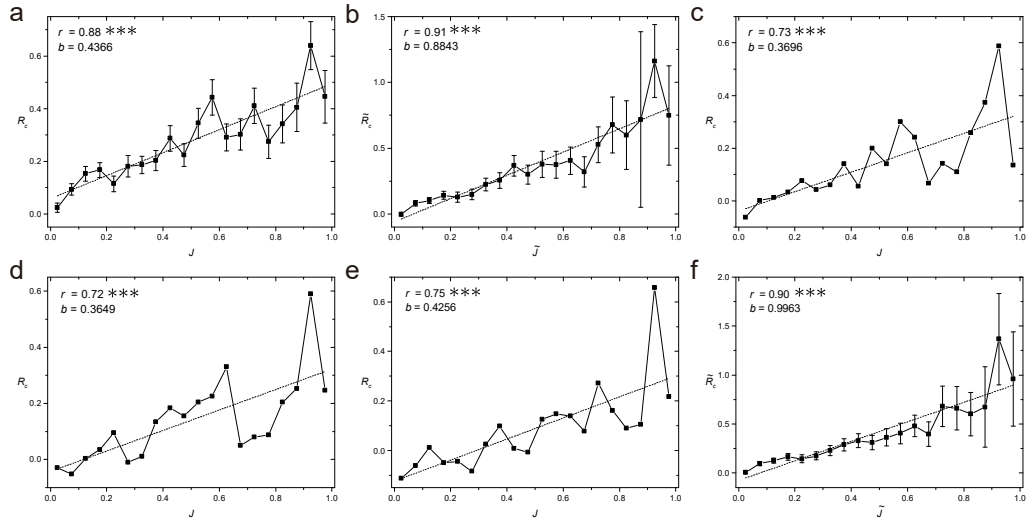 a
r = 0.88 ***
b = 0.4366
R_c
0.6
0.4
0.2
0.0
0.0 0.2 0.4 0.6 0.8 1.0
J
b
r = 0.91 ***
b = 0.8843
R̃_c
1.5
1.0
0.5
0.0
0.0 0.2 0.4 0.6 0.8 1.0
J̃
c
r = 0.73 ***
b = 0.3696
R_c
0.6
0.4
0.2
0.0
0.0 0.2 0.4 0.6 0.8 1.0
J
d
r = 0.72 ***
b = 0.3649
R_c
0.6
0.4
0.2
0.0
0.0 0.2 0.4 0.6 0.8 1.0
J
e
r = 0.75 ***
b = 0.4256
R_c
0.6
0.4
0.2
0.0
0.0 0.2 0.4 0.6 0.8 1.0
J
f
r = 0.90 ***
b = 0.9963
R̃_c
2.0
1.5
1.0
0.5
0.0
0.0 0.2 0.4 0.6 0.8 1.0
J̃